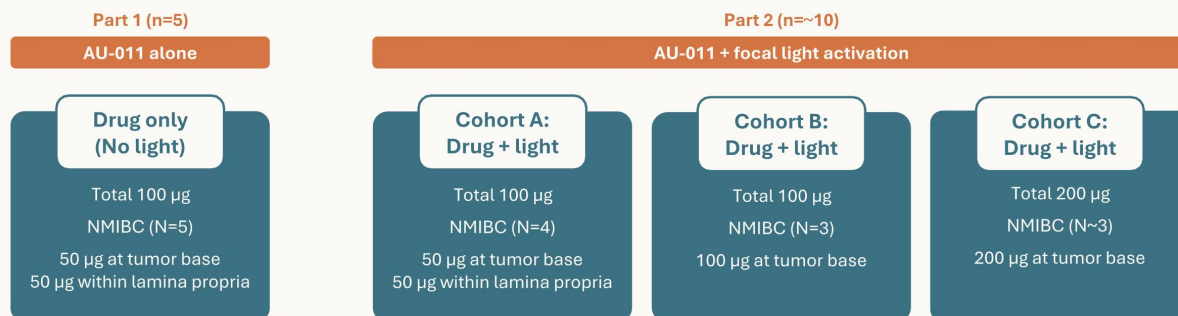 Part 1 (n=5)
AU-011 alone
Drug only
(No light)
Total 100 µg
NMIBC (N=5)
50 µg at tumor base
50 µg within lamina propria
Part 2 (n=~10)
AU-011 + focal light activation
Cohort A:
Drug + light
Total 100 µg
NMIBC (N=4)
50 µg at tumor base
50 µg within lamina propria
Cohort B:
Drug + light
Total 100 µg
NMIBC (N=3)
100 µg at tumor base
Cohort C:
Drug + light
Total 200 µg
NMIBC (N~3)
200 µg at tumor base